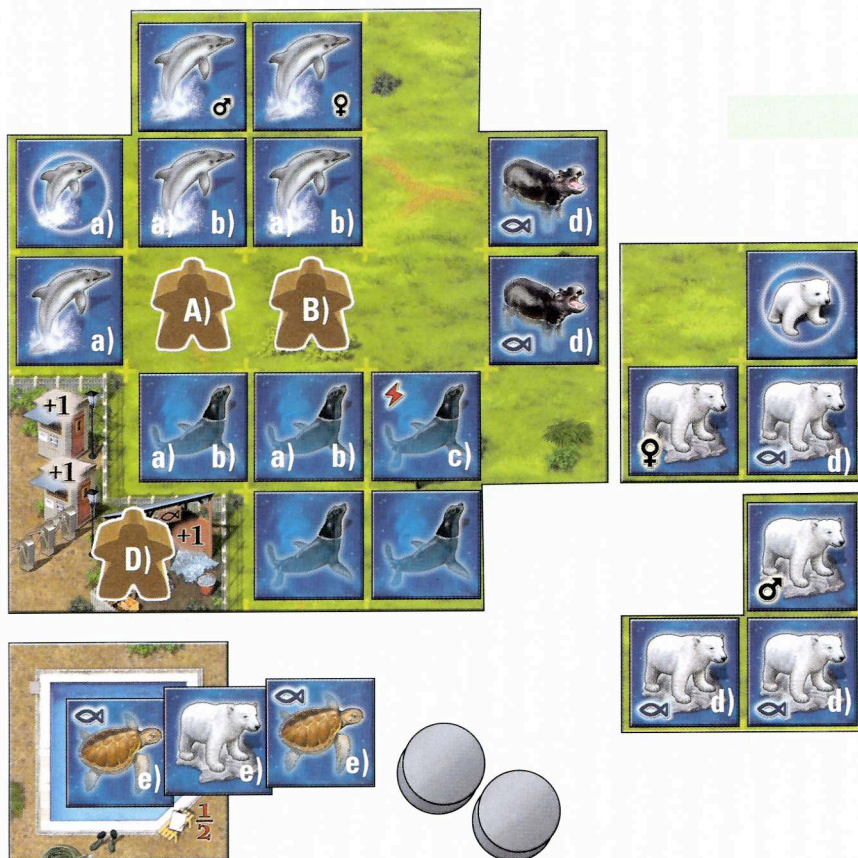 ♂ ♀
a) a) b) a) b) d)
a) A) B) d)
+1 a) b) a) b) c) ♀ d)
+1
D) +1 ♂
d) d)
e) e) e)
1/2